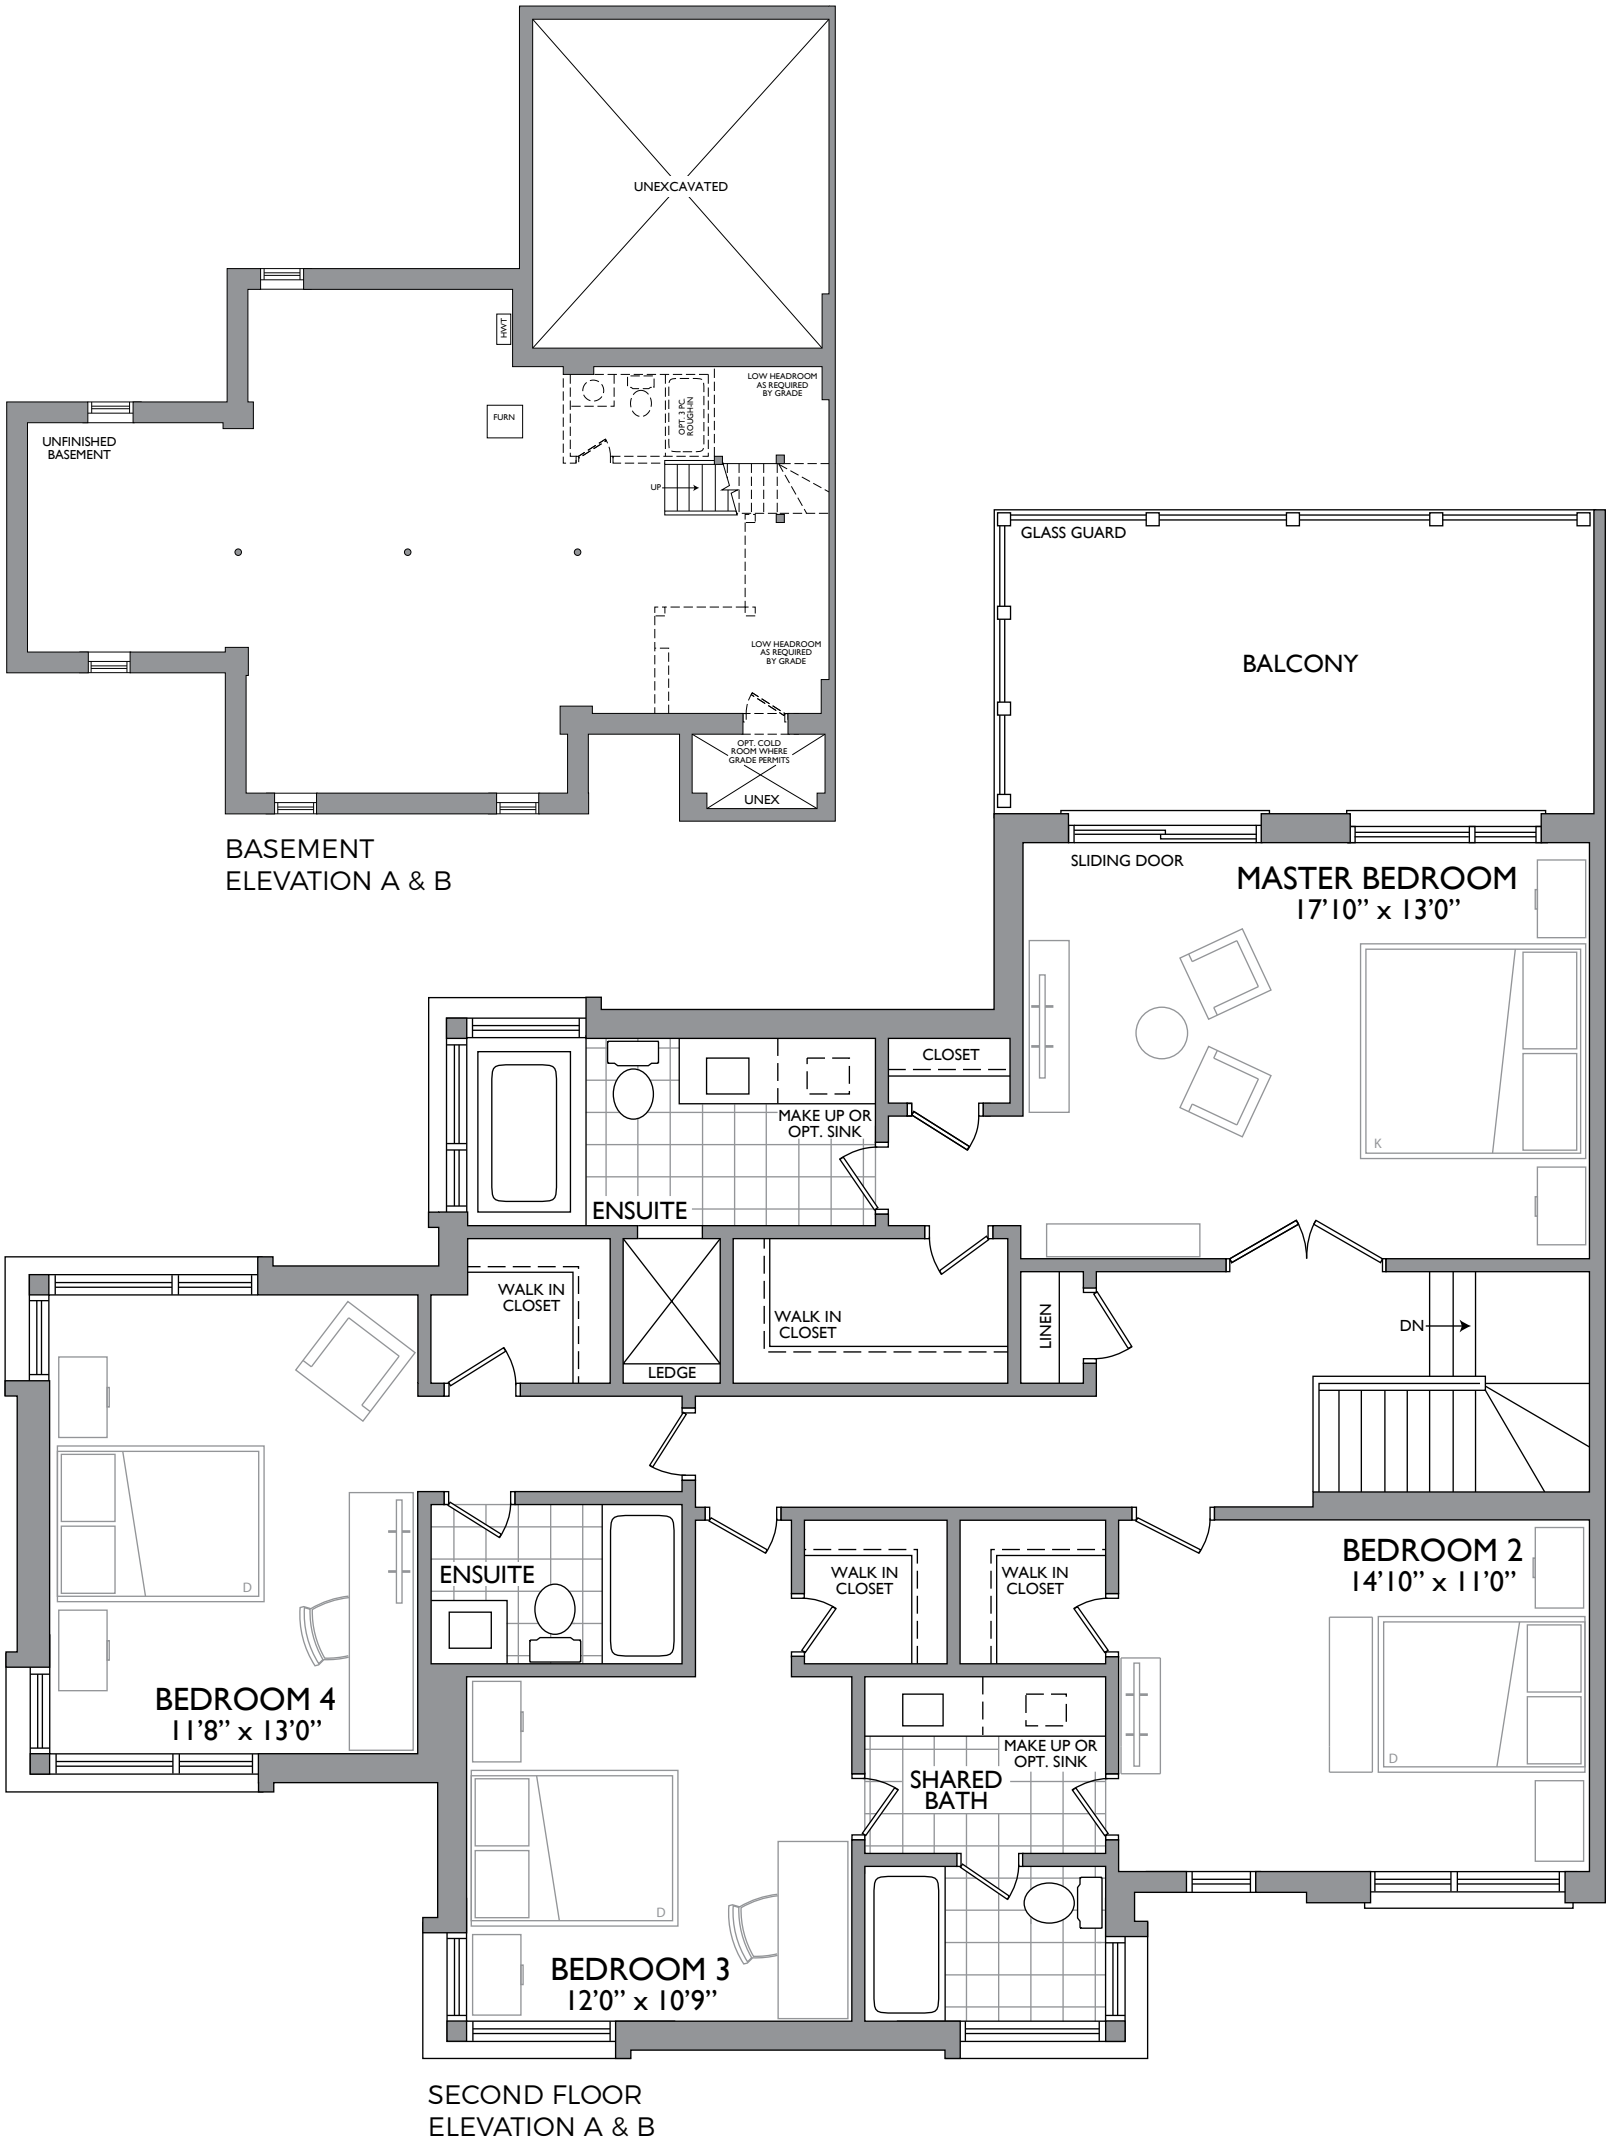 UNEXCAVATED
HWT
LOW HEADROOM
AS REQUIRED
BY GRADE
FURN
OPT. 3 PC.
ROUGH-IN
UNFINISHED
BASEMENT
UP
LOW HEADROOM
AS REQUIRED
BY GRADE
OPT. COLD
ROOM WHERE
GRADE PERMITS
UNEX
BASEMENT
ELEVATION A & B
GLASS GUARD
BALCONY
SLIDING DOOR
MASTER BEDROOM
17'10" x 13'0"
K
CLOSET
MAKE UP OR
OPT. SINK
ENSUITE
WALK IN
CLOSET
LEDGE
WALK IN
CLOSET
LINEN
DN
D
ENSUITE
BEDROOM 4
11'8" x 13'0"
WALK IN
CLOSET
WALK IN
CLOSET
BEDROOM 2
14'10" x 11'0"
D
MAKE UP OR
OPT. SINK
SHARED
BATH
D
BEDROOM 3
12'0" x 10'9"
SECOND FLOOR
ELEVATION A & B